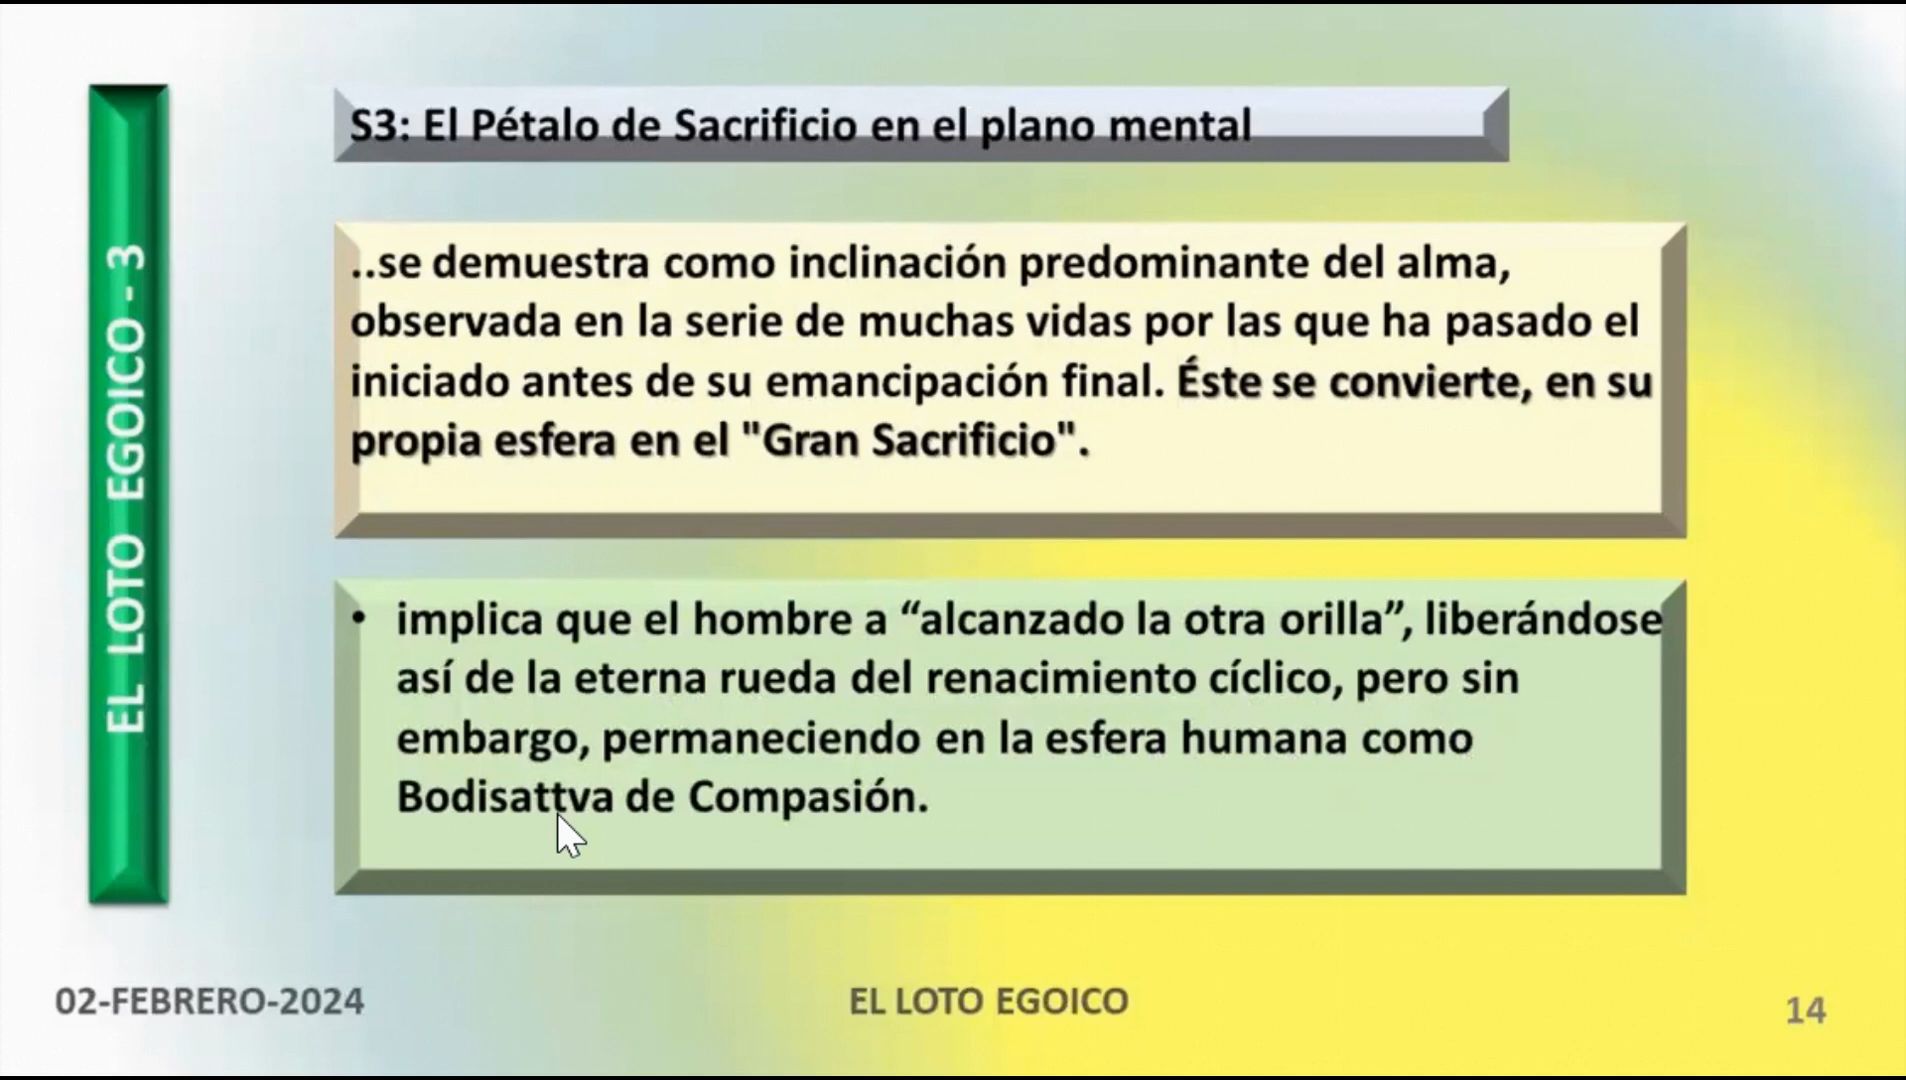 EL LOTO EGOICO - 3
S3: El Pétalo de Sacrificio en el plano mental
..se demuestra como inclinación predominante del alma,
observada en la serie de muchas vidas por las que ha pasado el
iniciado antes de su emancipación final. Éste se convierte, en su
propia esfera en el "Gran Sacrificio".
• implica que el hombre a “alcanzado la otra orilla”, liberándose
así de la eterna rueda del renacimiento cíclico, pero sin
embargo, permaneciendo en la esfera humana como
Bodisattva de Compasión.
02-FEBRERO-2024
EL LOTO EGOICO
14